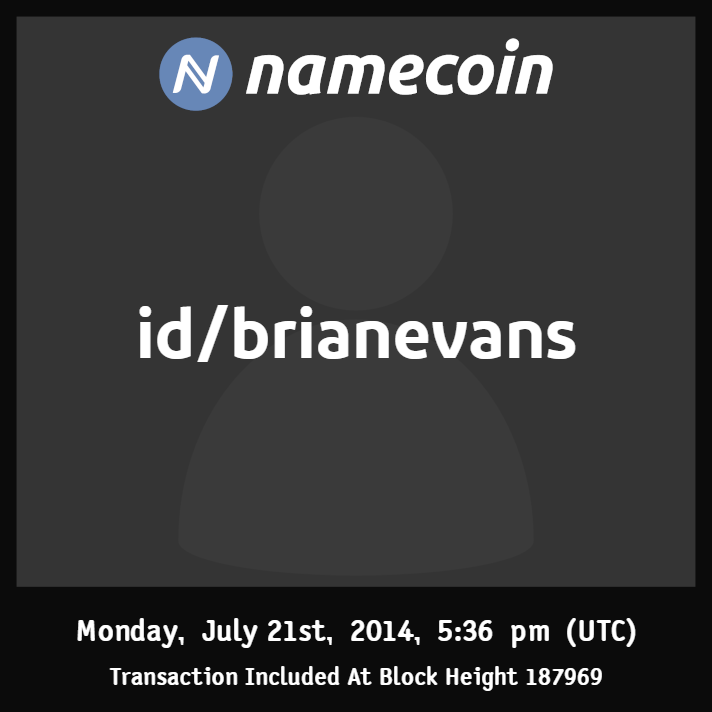 namecoin
id/brianevans
Monday, July 21st, 2014, 5:36 pm (UTC)
Transaction Included At Block Height 187969